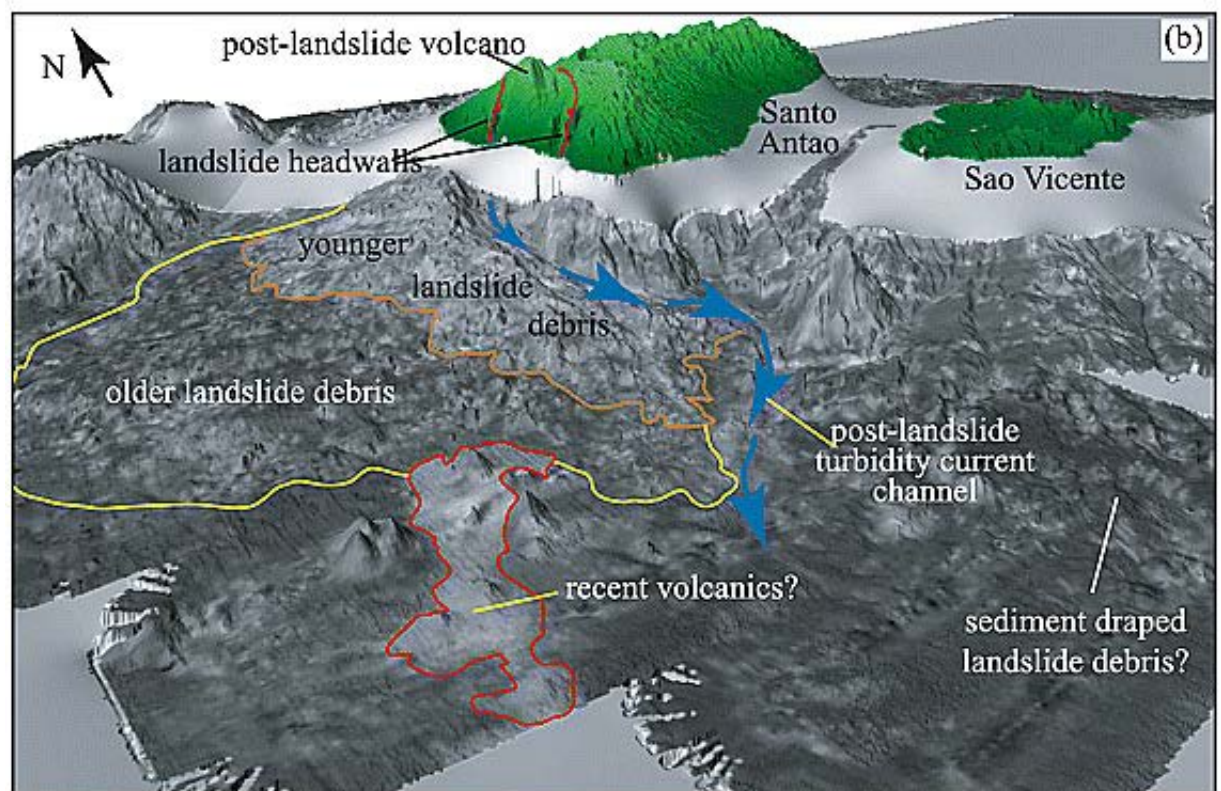 (b)
N
post-landslide volcano
landslide headwalls
Santo
Antao
Sao Vicente
younger
landslide
debris
older landslide debris
post-landslide
turbidity current
channel
recent volcanics?
sediment draped
landslide debris?